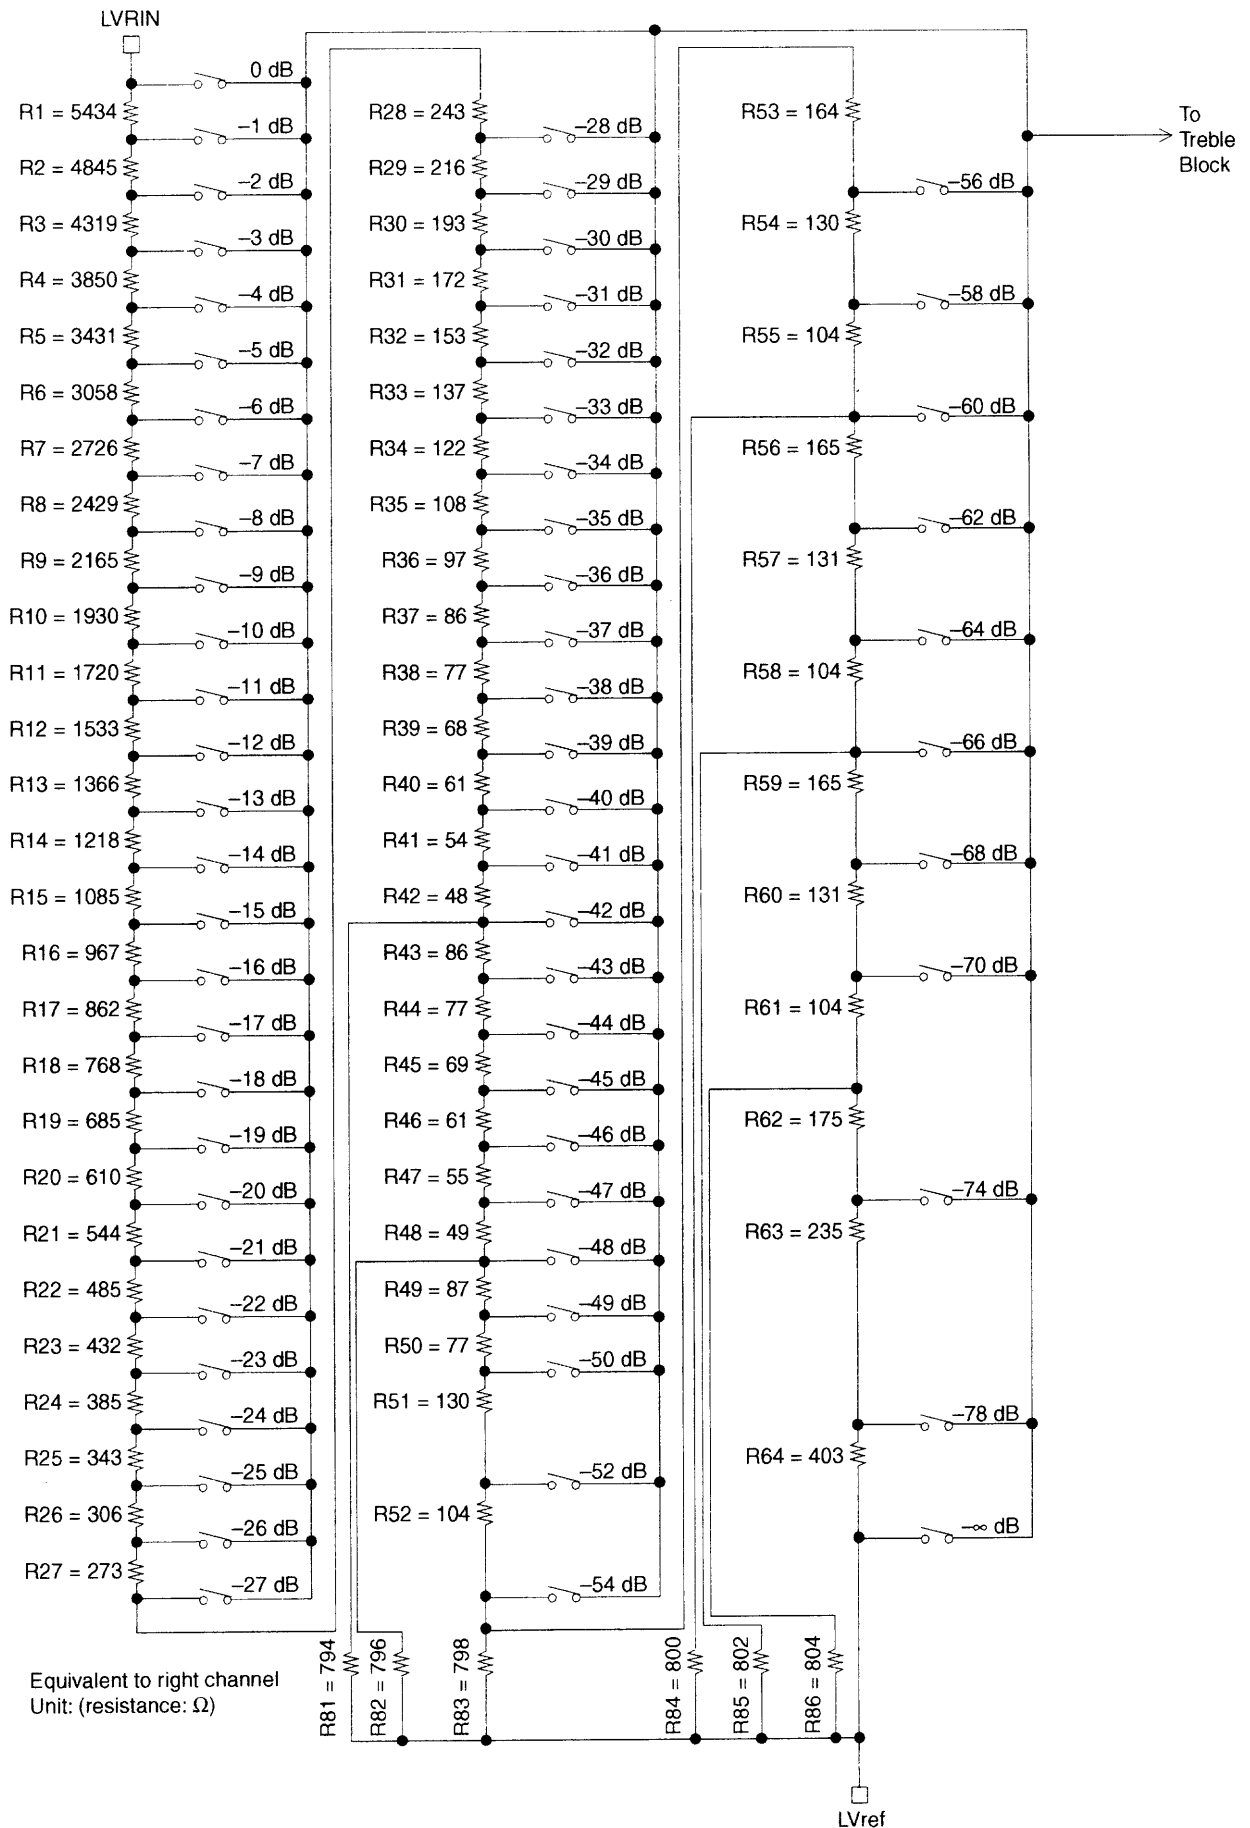 LVRIN
0 dB
R1 = 5434
–1 dB
R2 = 4845
–2 dB
R3 = 4319
–3 dB
R4 = 3850
–4 dB
R5 = 3431
–5 dB
R6 = 3058
–6 dB
R7 = 2726
–7 dB
R8 = 2429
–8 dB
R9 = 2165
–9 dB
R10 = 1930
–10 dB
R11 = 1720
–11 dB
R12 = 1533
–12 dB
R13 = 1366
–13 dB
R14 = 1218
–14 dB
R15 = 1085
–15 dB
R16 = 967
–16 dB
R17 = 862
–17 dB
R18 = 768
–18 dB
R19 = 685
–19 dB
R20 = 610
–20 dB
R21 = 544
–21 dB
R22 = 485
–22 dB
R23 = 432
–23 dB
R24 = 385
–24 dB
R25 = 343
–25 dB
R26 = 306
–26 dB
R27 = 273
–27 dB
R28 = 243
–28 dB
R29 = 216
–29 dB
R30 = 193
–30 dB
R31 = 172
–31 dB
R32 = 153
–32 dB
R33 = 137
–33 dB
R34 = 122
–34 dB
R35 = 108
–35 dB
R36 = 97
–36 dB
R37 = 86
–37 dB
R38 = 77
–38 dB
R39 = 68
–39 dB
R40 = 61
–40 dB
R41 = 54
–41 dB
R42 = 48
–42 dB
R43 = 86
–43 dB
R44 = 77
–44 dB
R45 = 69
–45 dB
R46 = 61
–46 dB
R47 = 55
–47 dB
R48 = 49
–48 dB
R49 = 87
–49 dB
R50 = 77
–50 dB
R51 = 130
–52 dB
R52 = 104
–54 dB
R53 = 164
–56 dB
R54 = 130
–58 dB
R55 = 104
–60 dB
R56 = 165
–62 dB
R57 = 131
–64 dB
R58 = 104
–66 dB
R59 = 165
–68 dB
R60 = 131
–70 dB
R61 = 104
R62 = 175
–74 dB
R63 = 235
–78 dB
R64 = 403
–∞ dB
To
Treble
Block
R81 = 794
R82 = 796
R83 = 798
R84 = 800
R85 = 802
R86 = 804
Equivalent to right channel
Unit: (resistance: Ω)
LVref